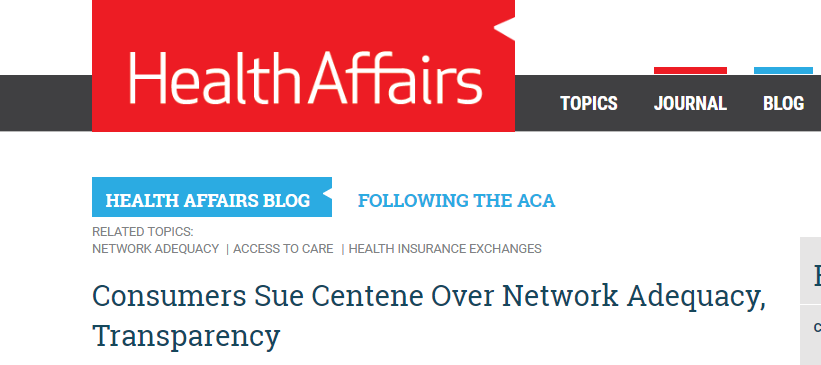 HealthAffairs
TOPICS JOURNAL BLOG
HEALTH AFFAIRS BLOG FOLLOWING THE ACA
RELATED TOPICS:
NETWORK ADEQUACY | ACCESS TO CARE | HEALTH INSURANCE EXCHANGES
Consumers Sue Centene Over Network Adequacy,
Transparency